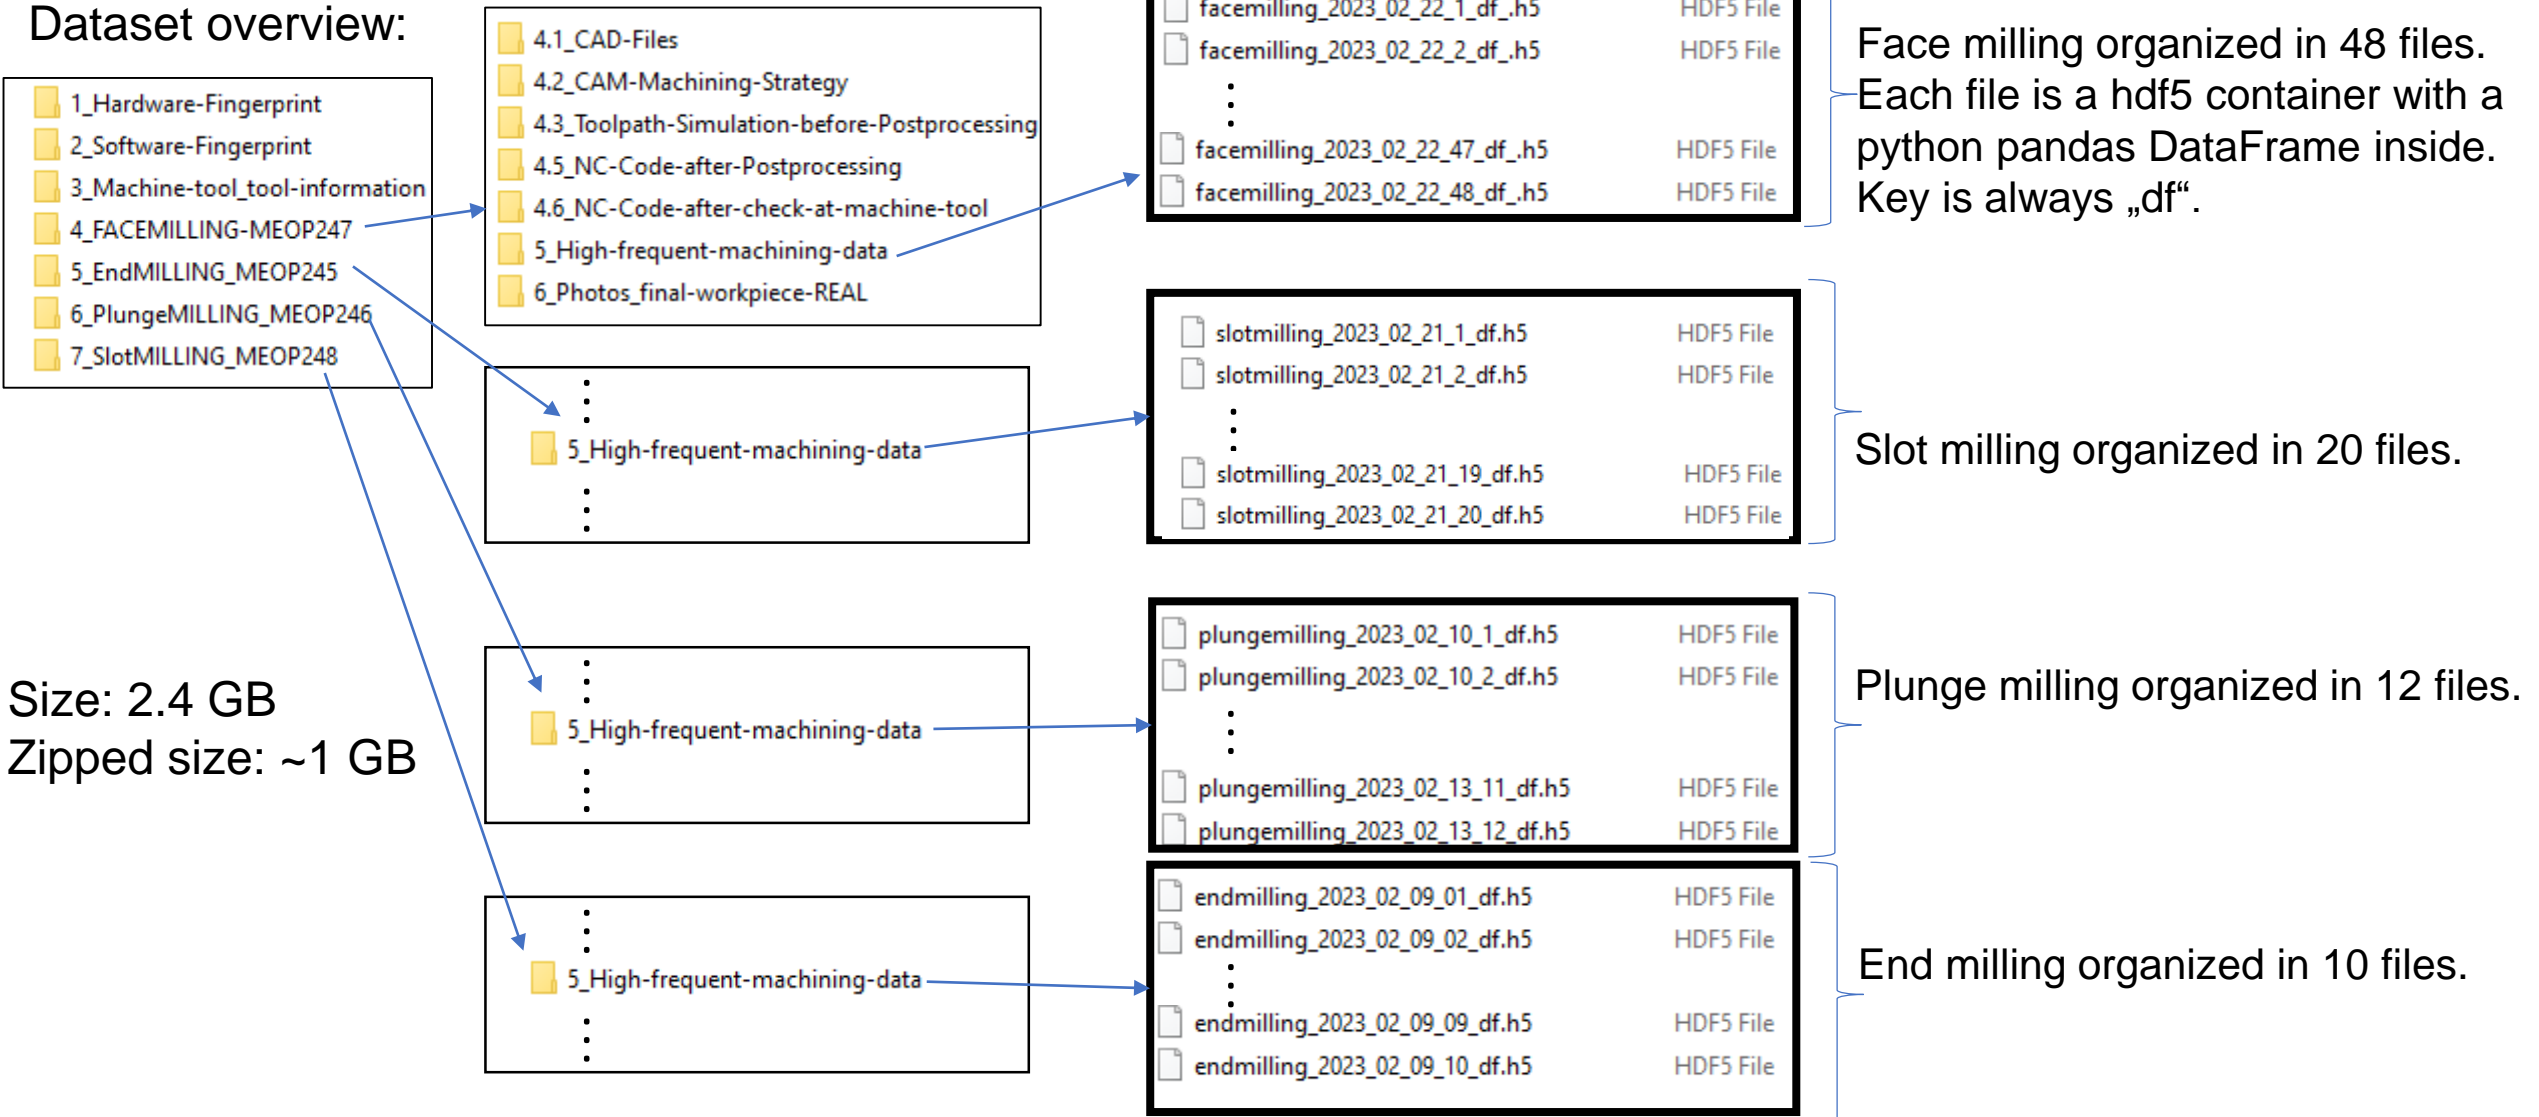 Dataset overview:
1_Hardware-Fingerprint
2_Software-Fingerprint
3_Machine-tool_tool-information
4_FACEMILLING-MEOP247
5_EndMILLING_MEOP245
6_PlungeMILLING_MEOP246
7_SlotMILLING_MEOP248
Size: 2.4 GB
Zipped size: ~1 GB
4.1_CAD-Files
4.2_CAM-Machining-Strategy
4.3_Toolpath-Simulation-before-Postprocessing
4.5_NC-Code-after-Postprocessing
4.6_NC-Code-after-check-at-machine-tool
5_High-frequent-machining-data
6_Photos_final-workpiece-REAL
5_High-frequent-machining-data
5_High-frequent-machining-data
5_High-frequent-machining-data
facemilling_2023_02_22_1_df_.h5 HDF5 File
facemilling_2023_02_22_2_df_.h5 HDF5 File
facemilling_2023_02_22_47_df_.h5 HDF5 File
facemilling_2023_02_22_48_df_.h5 HDF5 File
Face milling organized in 48 files.
Each file is a hdf5 container with a
python pandas DataFrame inside.
Key is always „df“.
slotmilling_2023_02_21_1_df.h5 HDF5 File
slotmilling_2023_02_21_2_df.h5 HDF5 File
slotmilling_2023_02_21_19_df.h5 HDF5 File
slotmilling_2023_02_21_20_df.h5 HDF5 File
Slot milling organized in 20 files.
plungemilling_2023_02_10_1_df.h5 HDF5 File
plungemilling_2023_02_10_2_df.h5 HDF5 File
plungemilling_2023_02_13_11_df.h5 HDF5 File
plungemilling_2023_02_13_12_df.h5 HDF5 File
Plunge milling organized in 12 files.
endmilling_2023_02_09_01_df.h5 HDF5 File
endmilling_2023_02_09_02_df.h5 HDF5 File
endmilling_2023_02_09_09_df.h5 HDF5 File
endmilling_2023_02_09_10_df.h5 HDF5 File
End milling organized in 10 files.